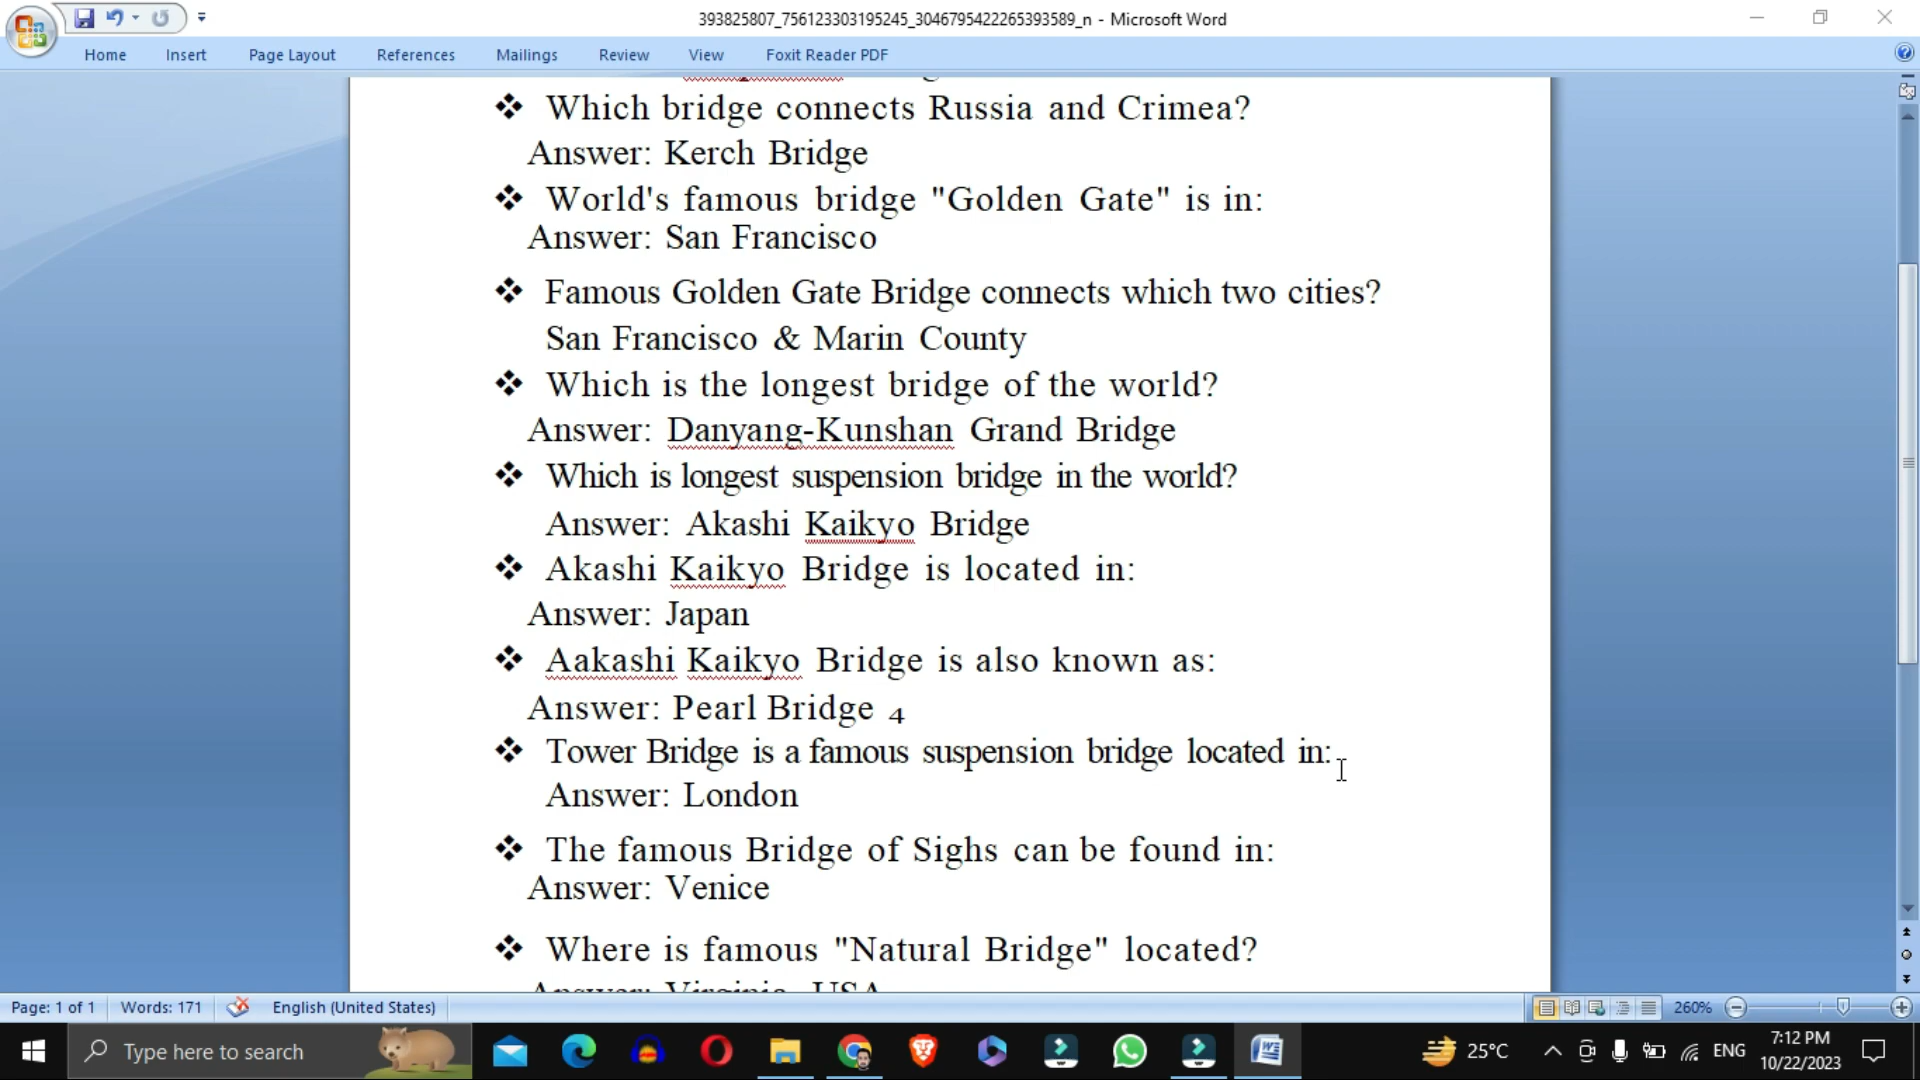 393825807_756123303195245_3046795422265393589_n - Microsoft Word
Home Insert Page Layout References Mailings Review View Foxit Reader PDF
❖ Which bridge connects Russia and Crimea?
Answer: Kerch Bridge
❖ World's famous bridge "Golden Gate" is in:
Answer: San Francisco
❖ Famous Golden Gate Bridge connects which two cities?
San Francisco & Marin County
❖ Which is the longest bridge of the world?
Answer: Danyang-Kunshan Grand Bridge
❖ Which is longest suspension bridge in the world?
Answer: Akashi Kaikyo Bridge
❖ Akashi Kaikyo Bridge is located in:
Answer: Japan
❖ Aakashi Kaikyo Bridge is also known as:
Answer: Pearl Bridge 4
❖ Tower Bridge is a famous suspension bridge located in:
Answer: London
❖ The famous Bridge of Sighs can be found in:
Answer: Venice
❖ Where is famous "Natural Bridge" located?
Answer: Virginia, USA
Page: 1 of 1 Words: 171 English (United States) 260%
Type here to search 25°C ENG 7:12 PM
10/22/2023